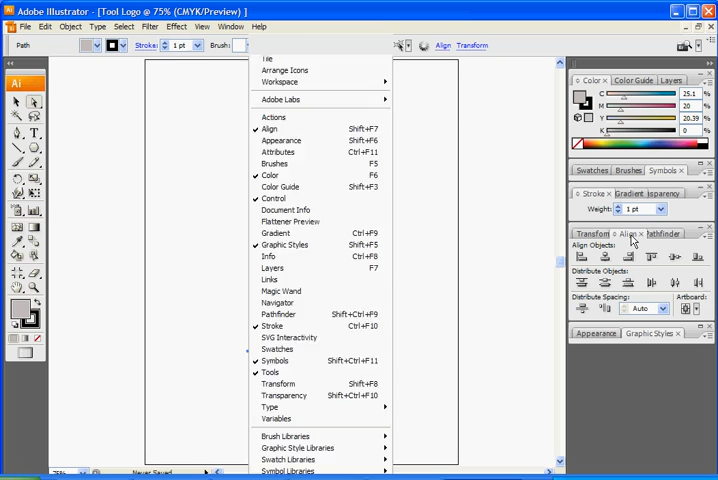 Adobe Illustrator - [Tool Logo @ 75% (CMYK/Preview) ]
File Edit Object Type Select Filter Effect View Window Help
Path Stroke: 1 pt Brush: Align Transform
Tile
Arrange Icons
Workspace
Adobe Labs
Actions
Align Shift+F7
Appearance Shift+F6
Attributes Ctrl+F11
Brushes F5
Color F6
Color Guide Shift+F3
Control
Document Info
Flattener Preview
Gradient Ctrl+F9
Graphic Styles Shift+F5
Info Ctrl+F8
Layers F7
Links
Magic Wand
Navigator
Pathfinder Shift+Ctrl+F9
Stroke Ctrl+F10
SVG Interactivity
Swatches
Symbols Shift+Ctrl+F11
Tools
Transform Shift+F8
Transparency Shift+Ctrl+F10
Type
Variables
Brush Libraries
Graphic Style Libraries
Swatch Libraries
Symbol Libraries
Ai
Color Color Guide Layers
C 25.1 %
M 20 %
Y 20.39 %
K 0 %
Swatches Brushes Symbols
Stroke Gradient sparency
Weight: 1 pt
Transform Align Pathfinder
Align Objects:
Distribute Objects:
Distribute Spacing: Artboard:
Auto
Appearance Graphic Styles
75% Never Saved